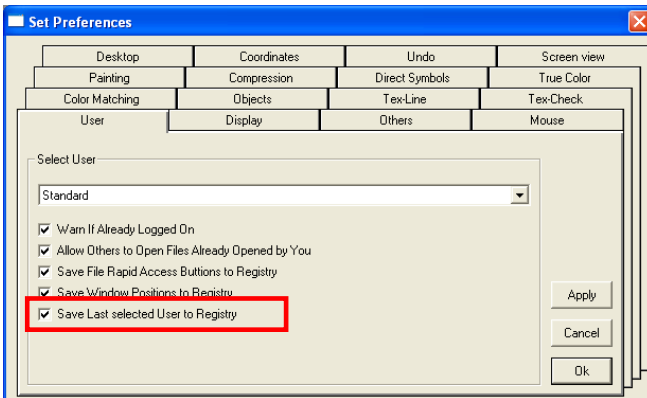 Set Preferences
Desktop Coordinates Undo Screen view
Painting Compression Direct Symbols True Color
Color Matching Objects Tex-Line Tex-Check
User Display Others Mouse
Select User
Standard
Warn If Already Logged On
Allow Others to Open Files Already Opened by You
Save File Rapid Access Buttions to Registry
Save Window Positions to Registry
Apply
Save Last selected User to Registry
Cancel
Ok